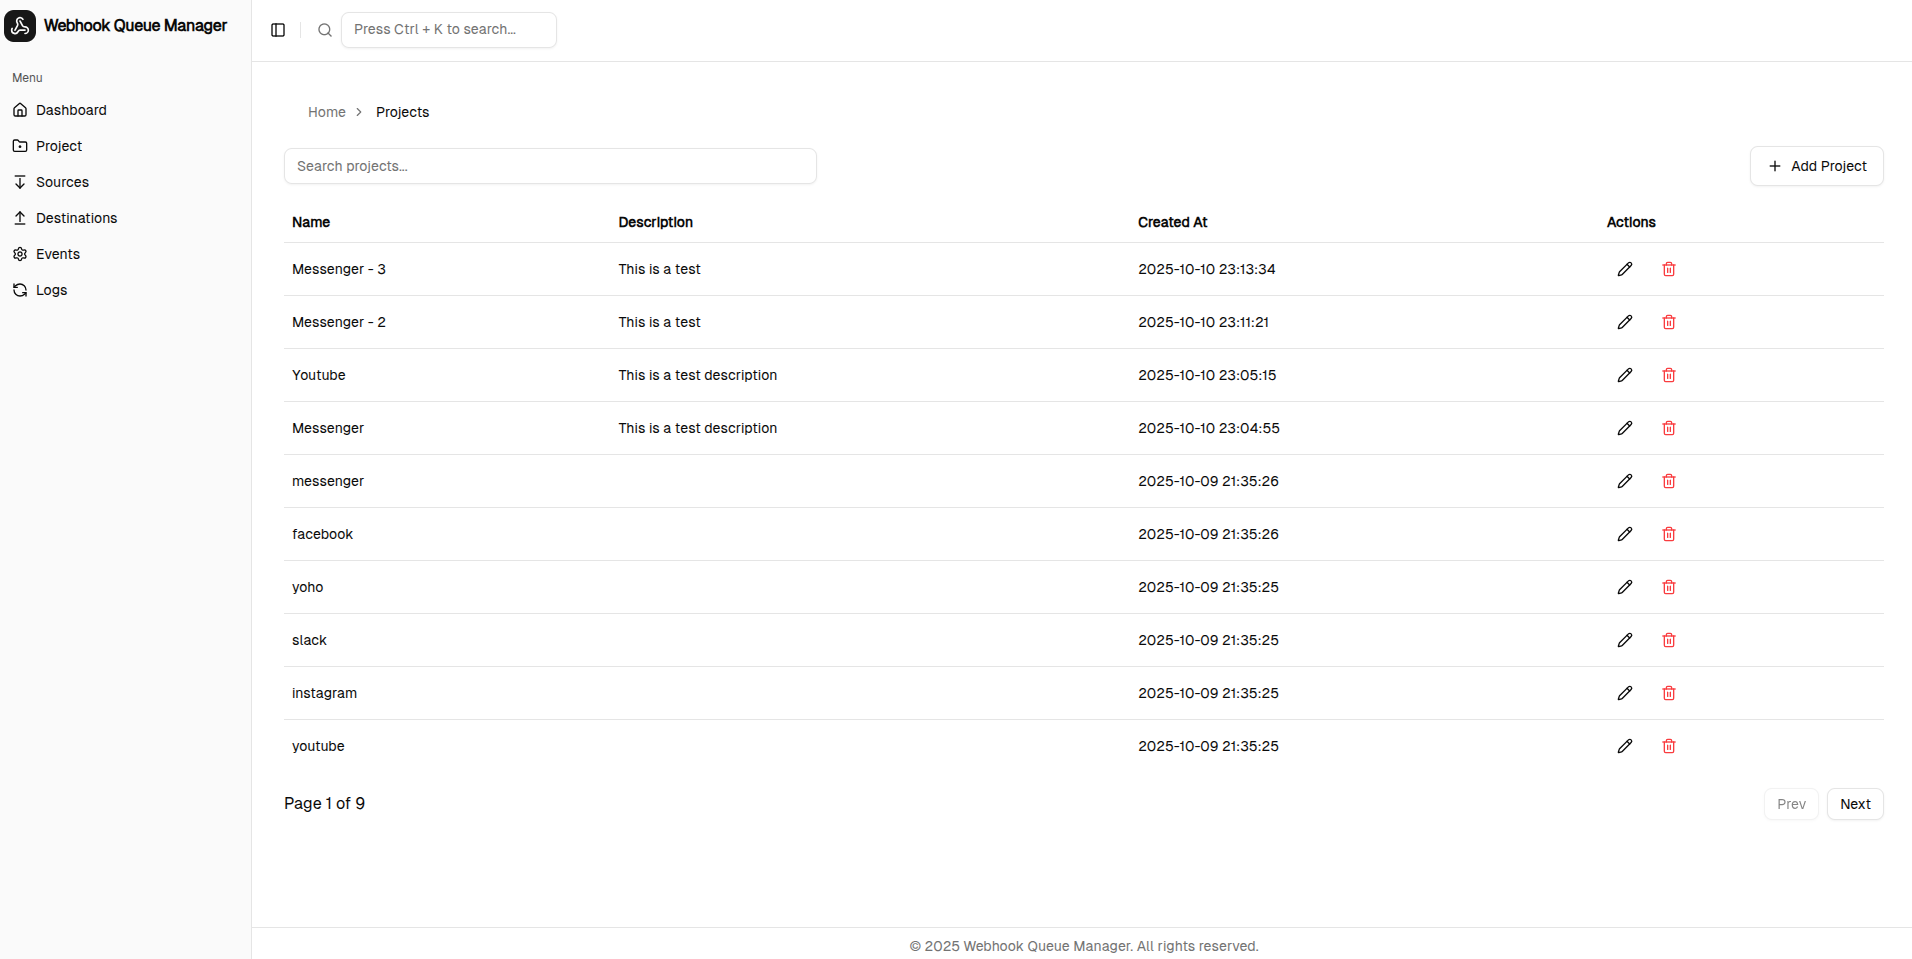 Webhook Queue Manager
Press Ctrl + K to search...
Menu
Dashboard
Project
Sources
Destinations
Events
Logs
Home > Projects
Search projects...
+ Add Project
Name Description Created At Actions
Messenger - 3 This is a test 2025-10-10 23:13:34
Messenger - 2 This is a test 2025-10-10 23:11:21
Youtube This is a test description 2025-10-10 23:05:15
Messenger This is a test description 2025-10-10 23:04:55
messenger 2025-10-09 21:35:26
facebook 2025-10-09 21:35:26
yoho 2025-10-09 21:35:25
slack 2025-10-09 21:35:25
instagram 2025-10-09 21:35:25
youtube 2025-10-09 21:35:25
Page 1 of 9 Prev Next
© 2025 Webhook Queue Manager. All rights reserved.